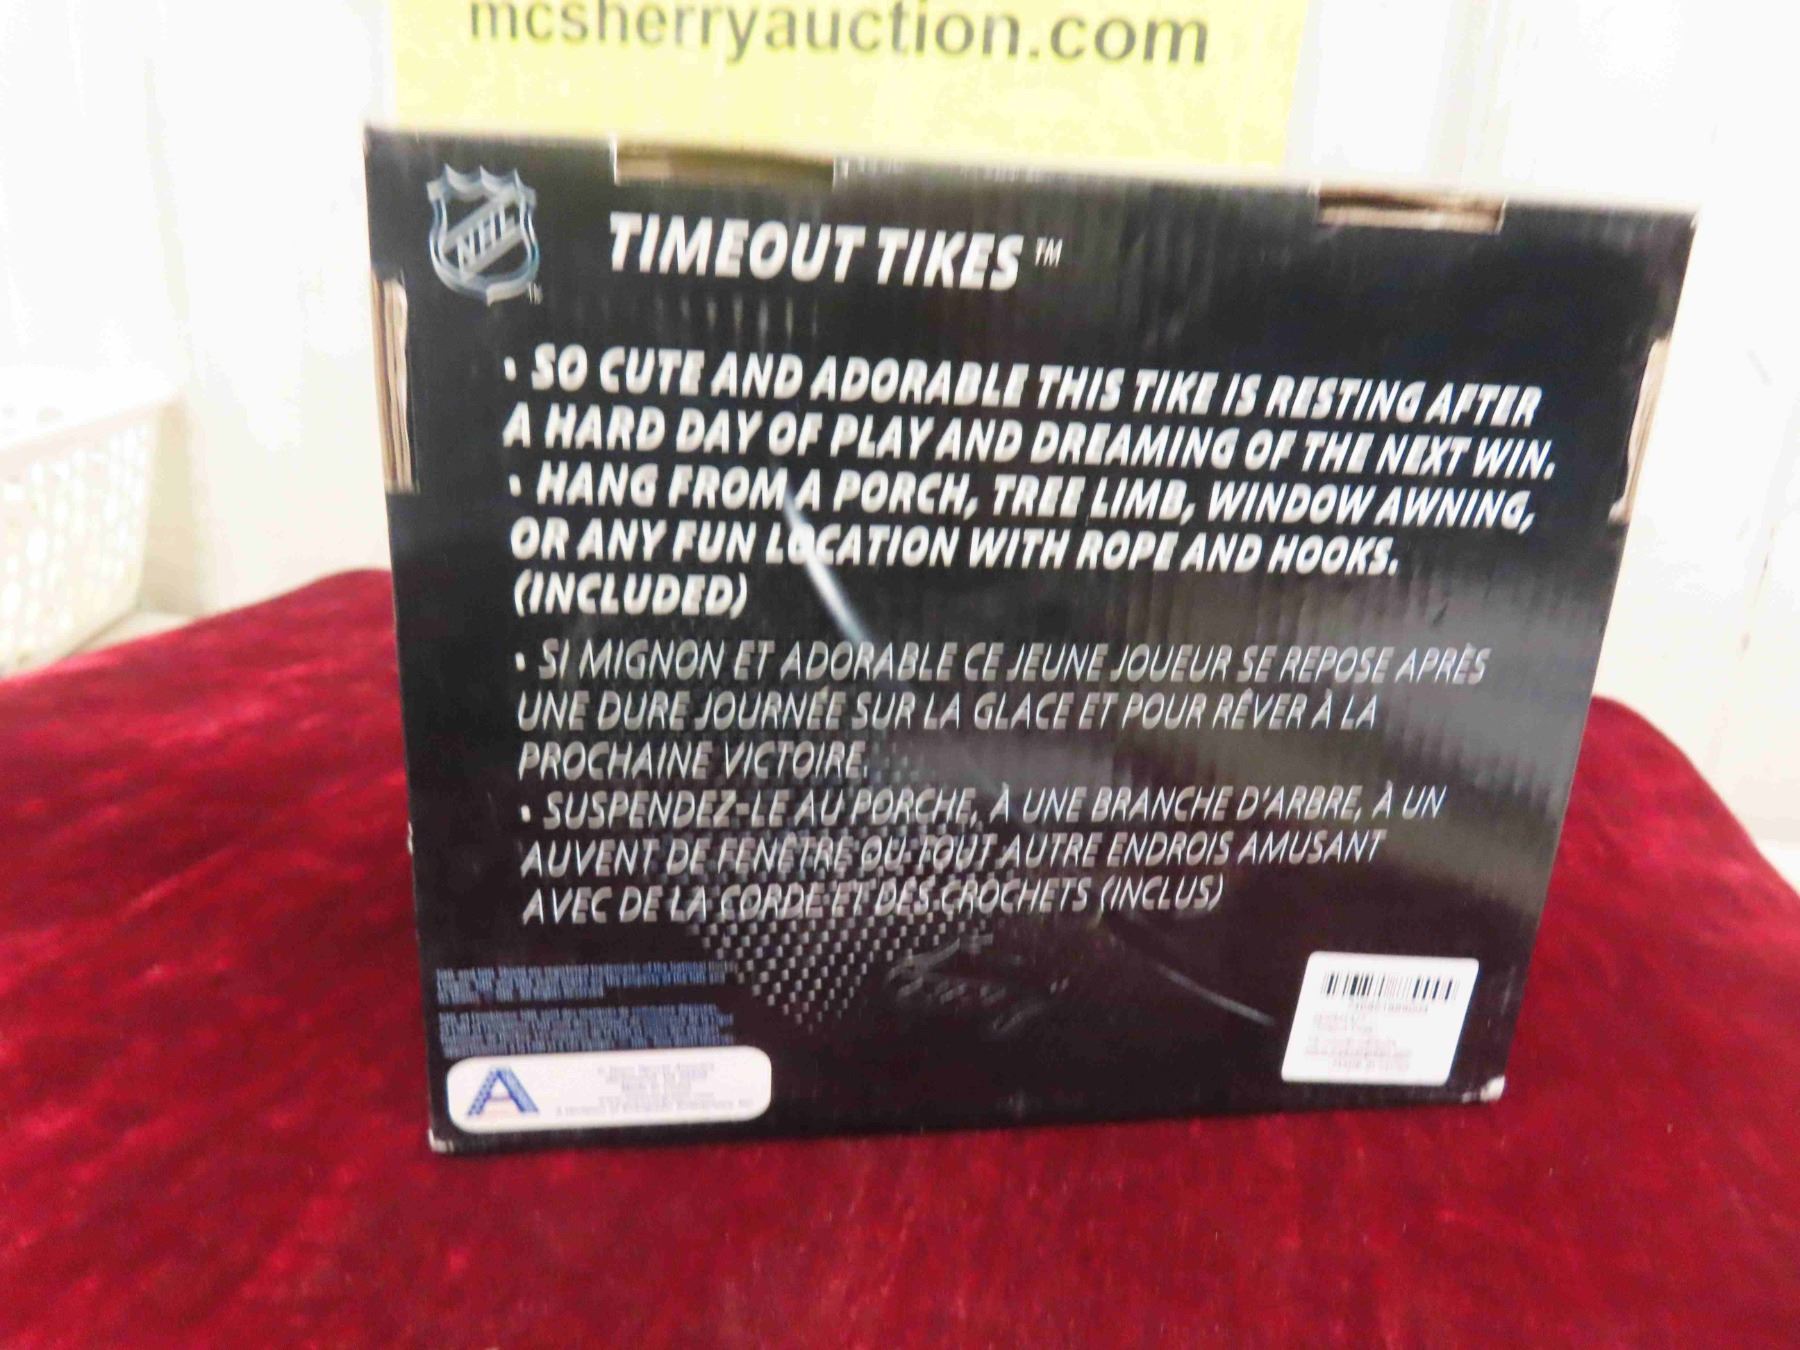 mcsherryauction.com
NHL
TIMEOUT TIKES™
• SO CUTE AND ADORABLE THIS TIKE IS RESTING AFTER
A HARD DAY OF PLAY AND DREAMING OF THE NEXT WIN.
• HANG FROM A PORCH, TREE LIMB, WINDOW AWNING,
OR ANY FUN LOCATION WITH ROPE AND HOOKS.
(INCLUDED)
• SI MIGNON ET ADORABLE CE JEUNE JOUEUR SE REPOSE APRÈS
UNE DURE JOURNÉE SUR LA GLACE ET POUR RÊVER À LA
PROCHAINE VICTOIRE.
• SUSPENDEZ-LE AU PORCHE, À UNE BRANCHE D'ARBRE, À UN
AUVENT DE FENÊTRE OU TOUT AUTRE ENDROIS AMUSANT
AVEC DE LA CORDE ET DES CROCHETS (INCLUS)
A